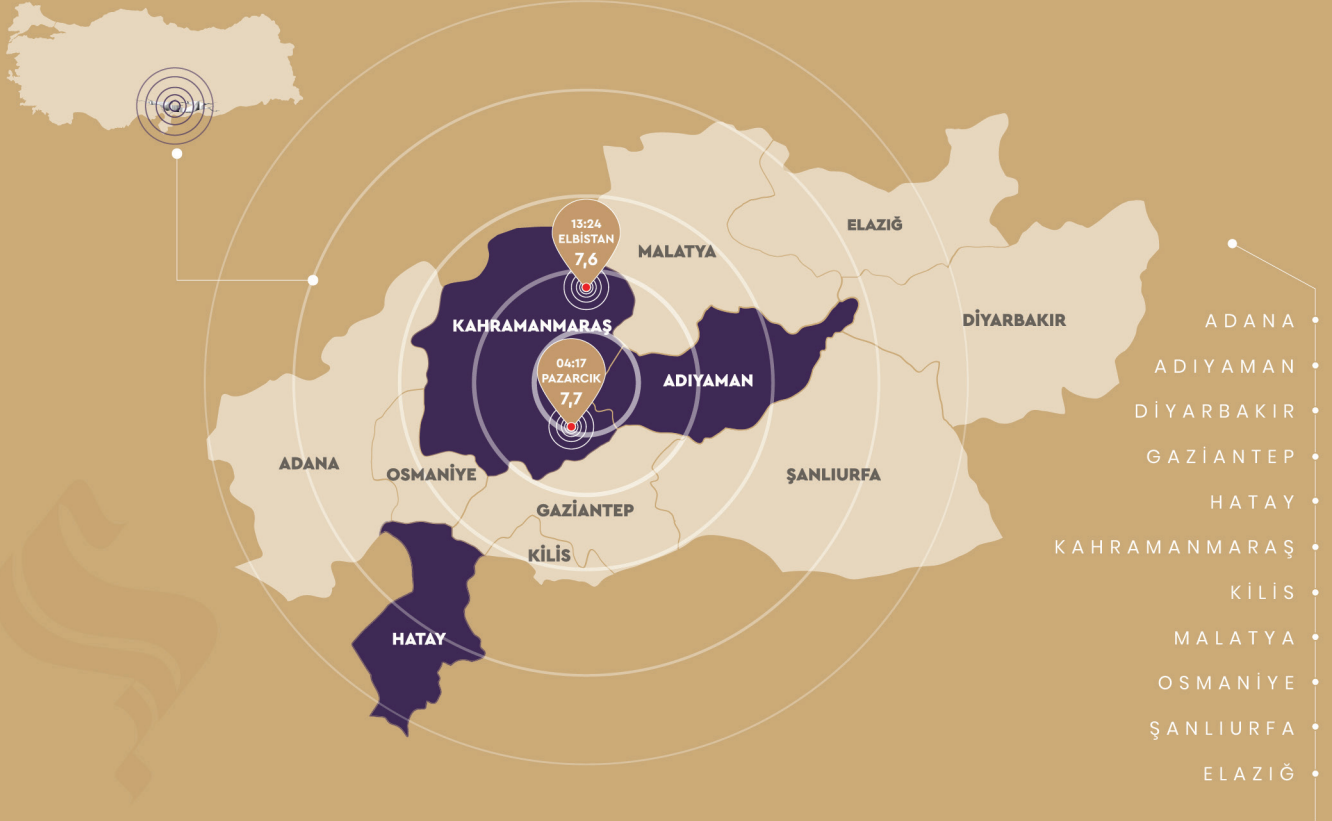 13:24
ELBİSTAN
7,6
ELAZIĞ
MALATYA
KAHRAMANMARAŞ
DİYARBAKIR
04:17
PAZARCIK
7,7
ADIYAMAN
ADANA
OSMANİYE
ŞANLIURFA
GAZİANTEP
KİLİS
HATAY
ADANA
ADIYAMAN
DİYARBAKIR
GAZİANTEP
HATAY
KAHRAMANMARAŞ
KİLİS
MALATYA
OSMANİYE
ŞANLIURFA
ELAZIĞ